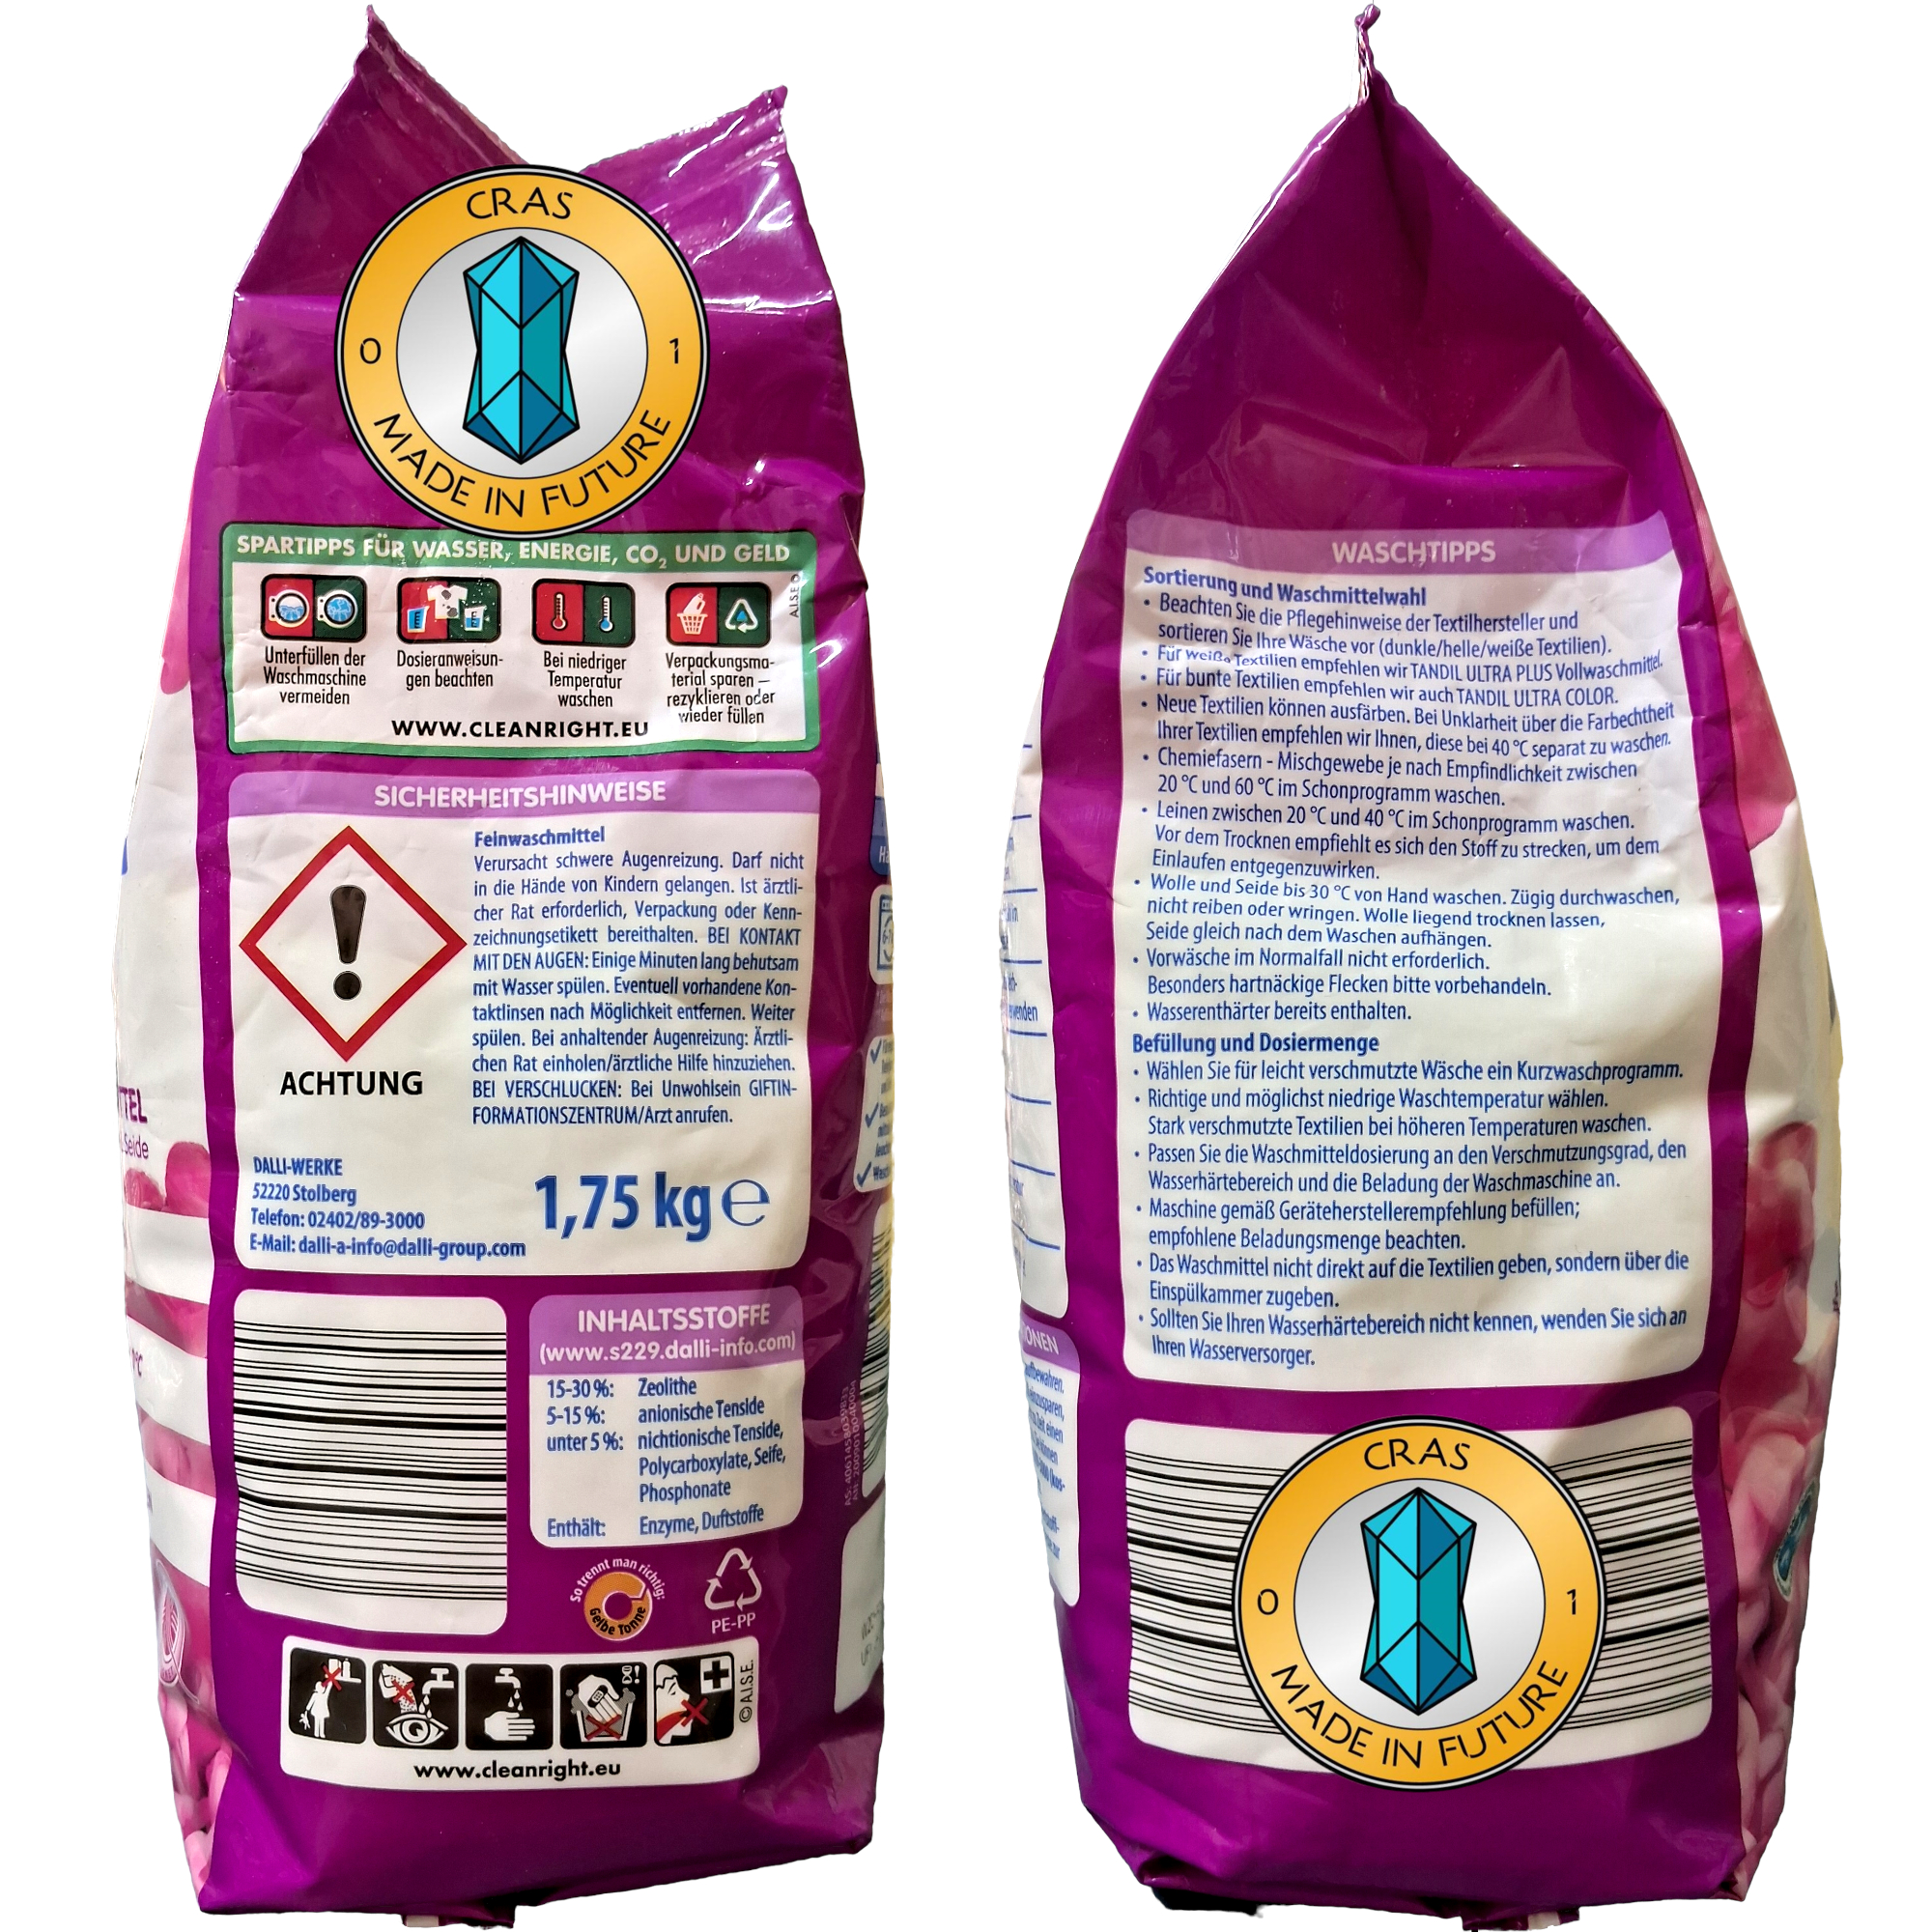 CRAS
0 1
MADE IN FUTURE
SPARTIPPS FÜR WASSER, ENERGIE, CO₂ UND GELD
Unterfüllen der
Waschmaschine
vermeiden
Dosieranweisun-
gen beachten
Bei niedriger
Temperatur
waschen
Verpackungsma-
terial sparen –
rezyklieren oder
wieder füllen
A.I.S.E.
WWW.CLEANRIGHT.EU
SICHERHEITSHINWEISE
ACHTUNG
Feinwaschmittel
Verursacht schwere Augenreizung. Darf nicht
in die Hände von Kindern gelangen. Ist ärztli-
cher Rat erforderlich, Verpackung oder Kenn-
zeichnungsetikett bereithalten. BEI KONTAKT
MIT DEN AUGEN: Einige Minuten lang behutsam
mit Wasser spülen. Eventuell vorhandene Kon-
taktlinsen nach Möglichkeit entfernen. Weiter
spülen. Bei anhaltender Augenreizung: Ärztli-
chen Rat einholen/ärztliche Hilfe hinzuziehen.
BEI VERSCHLUCKEN: Bei Unwohlsein GIFTIN-
FORMATIONSZENTRUM/Arzt anrufen.
DALLI-WERKE
52220 Stolberg
Telefon: 02402/89-3000
E-Mail: dalli-a-info@dalli-group.com
1,75 kg e
INHALTSSTOFFE
(www.s229.dalli-info.com)
15-30 %: Zeolithe
5-15 %: anionische Tenside
unter 5 %: nichtionische Tenside,
Polycarboxylate, Seife,
Phosphonate
Enthält: Enzyme, Duftstoffe
So trennt man richtig:
Gelbe Tonne
PE-PP
© A.I.S.E.
www.cleanright.eu
TEL
Seide
WASCHTIPPS
Sortierung und Waschmittelwahl
• Beachten Sie die Pflegehinweise der Textilhersteller und
sortieren Sie Ihre Wäsche vor (dunkle/helle/weiße Textilien).
• Für weiße Textilien empfehlen wir TANDIL ULTRA PLUS Vollwaschmittel.
• Für bunte Textilien empfehlen wir auch TANDIL ULTRA COLOR.
• Neue Textilien können ausfärben. Bei Unklarheit über die Farbechtheit
Ihrer Textilien empfehlen wir Ihnen, diese bei 40 °C separat zu waschen.
• Chemiefasern - Mischgewebe je nach Empfindlichkeit zwischen
20 °C und 60 °C im Schonprogramm waschen.
• Leinen zwischen 20 °C und 40 °C im Schonprogramm waschen.
Vor dem Trocknen empfiehlt es sich den Stoff zu strecken, um dem
Einlaufen entgegenzuwirken.
• Wolle und Seide bis 30 °C von Hand waschen. Zügig durchwaschen,
nicht reiben oder wringen. Wolle liegend trocknen lassen,
Seide gleich nach dem Waschen aufhängen.
• Vorwäsche im Normalfall nicht erforderlich.
Besonders hartnäckige Flecken bitte vorbehandeln.
• Wasserenthärter bereits enthalten.
Befüllung und Dosiermenge
• Wählen Sie für leicht verschmutzte Wäsche ein Kurzwaschprogramm.
• Richtige und möglichst niedrige Waschtemperatur wählen.
Stark verschmutzte Textilien bei höheren Temperaturen waschen.
• Passen Sie die Waschmitteldosierung an den Verschmutzungsgrad, den
Wasserhärtebereich und die Beladung der Waschmaschine an.
• Maschine gemäß Geräteherstellerempfehlung befüllen;
empfohlene Beladungsmenge beachten.
• Das Waschmittel nicht direkt auf die Textilien geben, sondern über die
Einspülkammer zugeben.
• Sollten Sie Ihren Wasserhärtebereich nicht kennen, wenden Sie sich an
Ihren Wasserversorger.
CRAS
0 1
MADE IN FUTURE